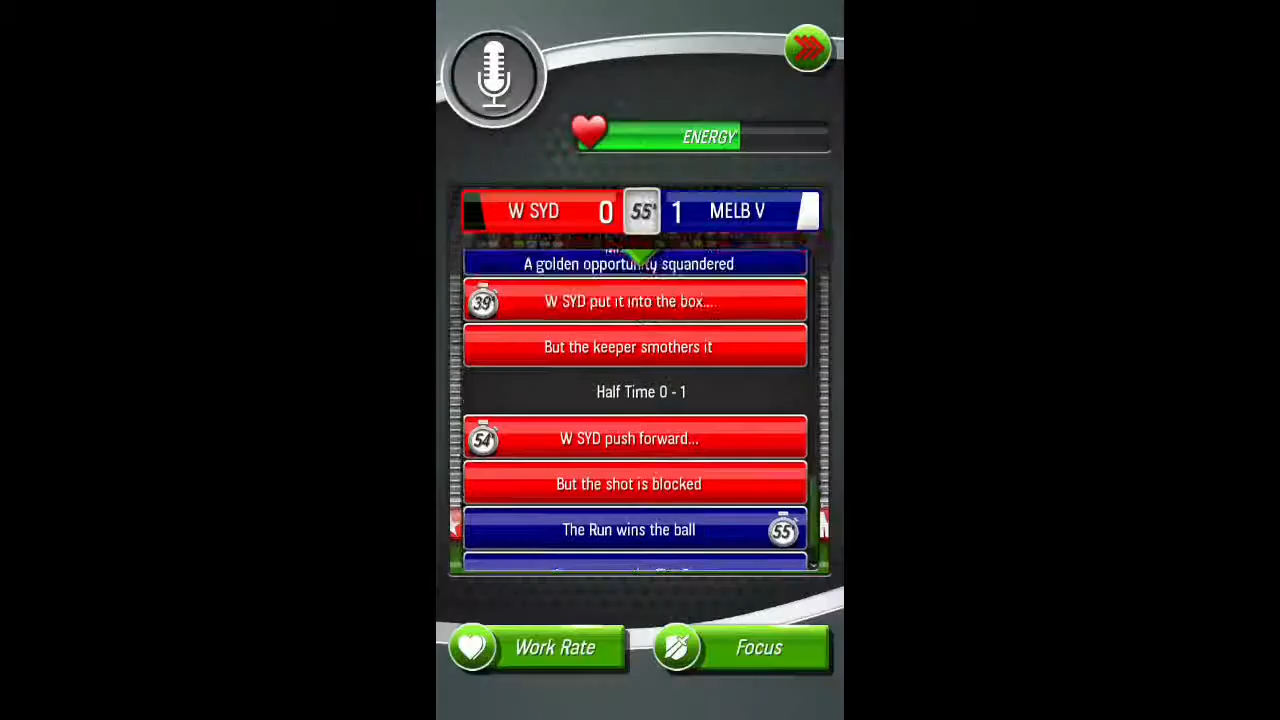 ENERGY
W SYD 0 55' 1 MELB V
A golden opportunity squandered
39' W SYD put it into the box....
But the keeper smothers it
Half Time 0 - 1
54' W SYD push forward...
But the shot is blocked
The Run wins the ball 55'
Work Rate
Focus